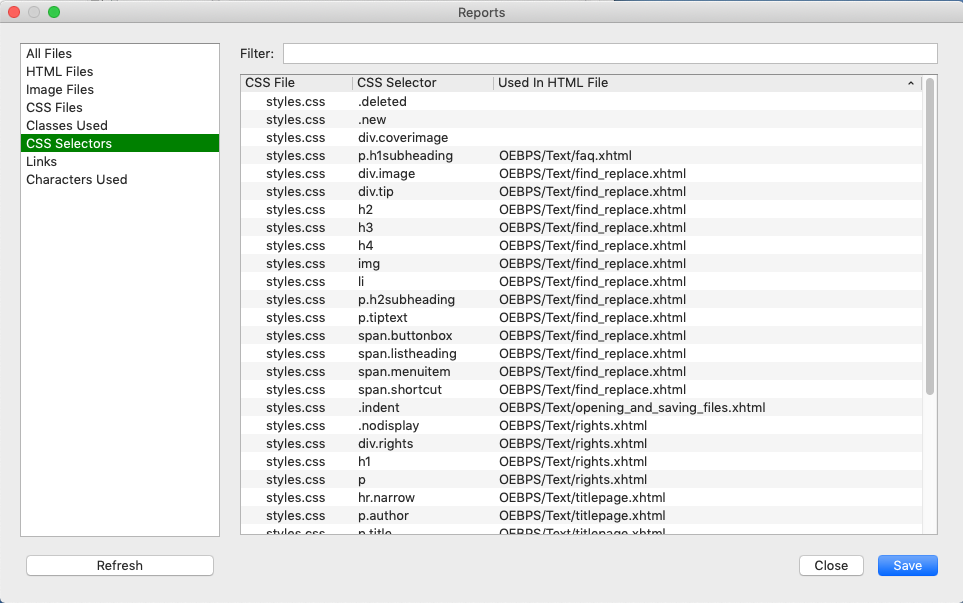 Reports
All Files
HTML Files
Image Files
CSS Files
Classes Used
CSS Selectors
Links
Characters Used
Filter:
CSS File CSS Selector Used In HTML File
styles.css .deleted
styles.css .new
styles.css div.coverimage
styles.css p.h1subheading OEBPS/Text/faq.xhtml
styles.css div.image OEBPS/Text/find_replace.xhtml
styles.css div.tip OEBPS/Text/find_replace.xhtml
styles.css h2 OEBPS/Text/find_replace.xhtml
styles.css h3 OEBPS/Text/find_replace.xhtml
styles.css h4 OEBPS/Text/find_replace.xhtml
styles.css img OEBPS/Text/find_replace.xhtml
styles.css li OEBPS/Text/find_replace.xhtml
styles.css p.h2subheading OEBPS/Text/find_replace.xhtml
styles.css p.tiptext OEBPS/Text/find_replace.xhtml
styles.css span.buttonbox OEBPS/Text/find_replace.xhtml
styles.css span.listheading OEBPS/Text/find_replace.xhtml
styles.css span.menuitem OEBPS/Text/find_replace.xhtml
styles.css span.shortcut OEBPS/Text/find_replace.xhtml
styles.css .indent OEBPS/Text/opening_and_saving_files.xhtml
styles.css .nodisplay OEBPS/Text/rights.xhtml
styles.css div.rights OEBPS/Text/rights.xhtml
styles.css h1 OEBPS/Text/rights.xhtml
styles.css p OEBPS/Text/rights.xhtml
styles.css hr.narrow OEBPS/Text/titlepage.xhtml
styles.css p.author OEBPS/Text/titlepage.xhtml
styles.css p.title OEBPS/Text/titlepage.xhtml
Refresh
Close
Save